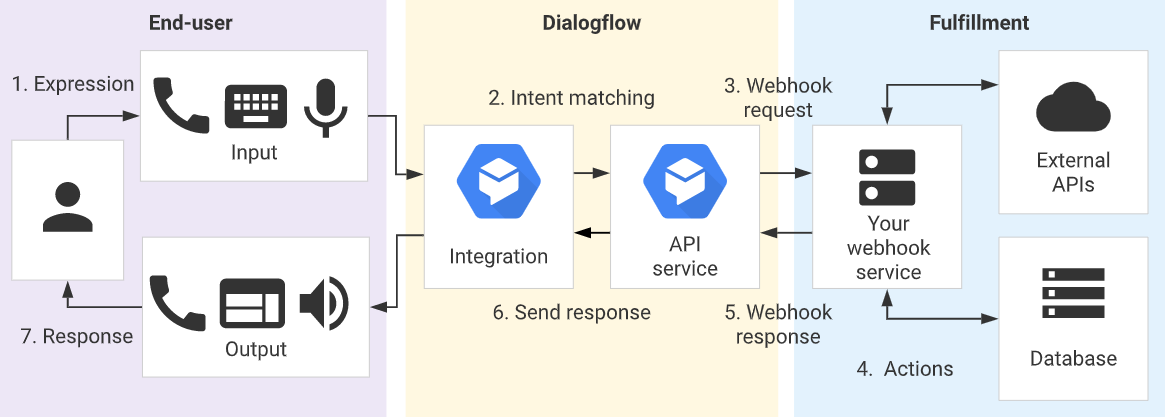 End-user
Dialogflow
Fulfillment
1. Expression
Input
2. Intent matching
3. Webhook
request
External
APIs
Integration
API
service
Your
webhook
service
6. Send response
5. Webhook
response
7. Response
Output
4. Actions
Database